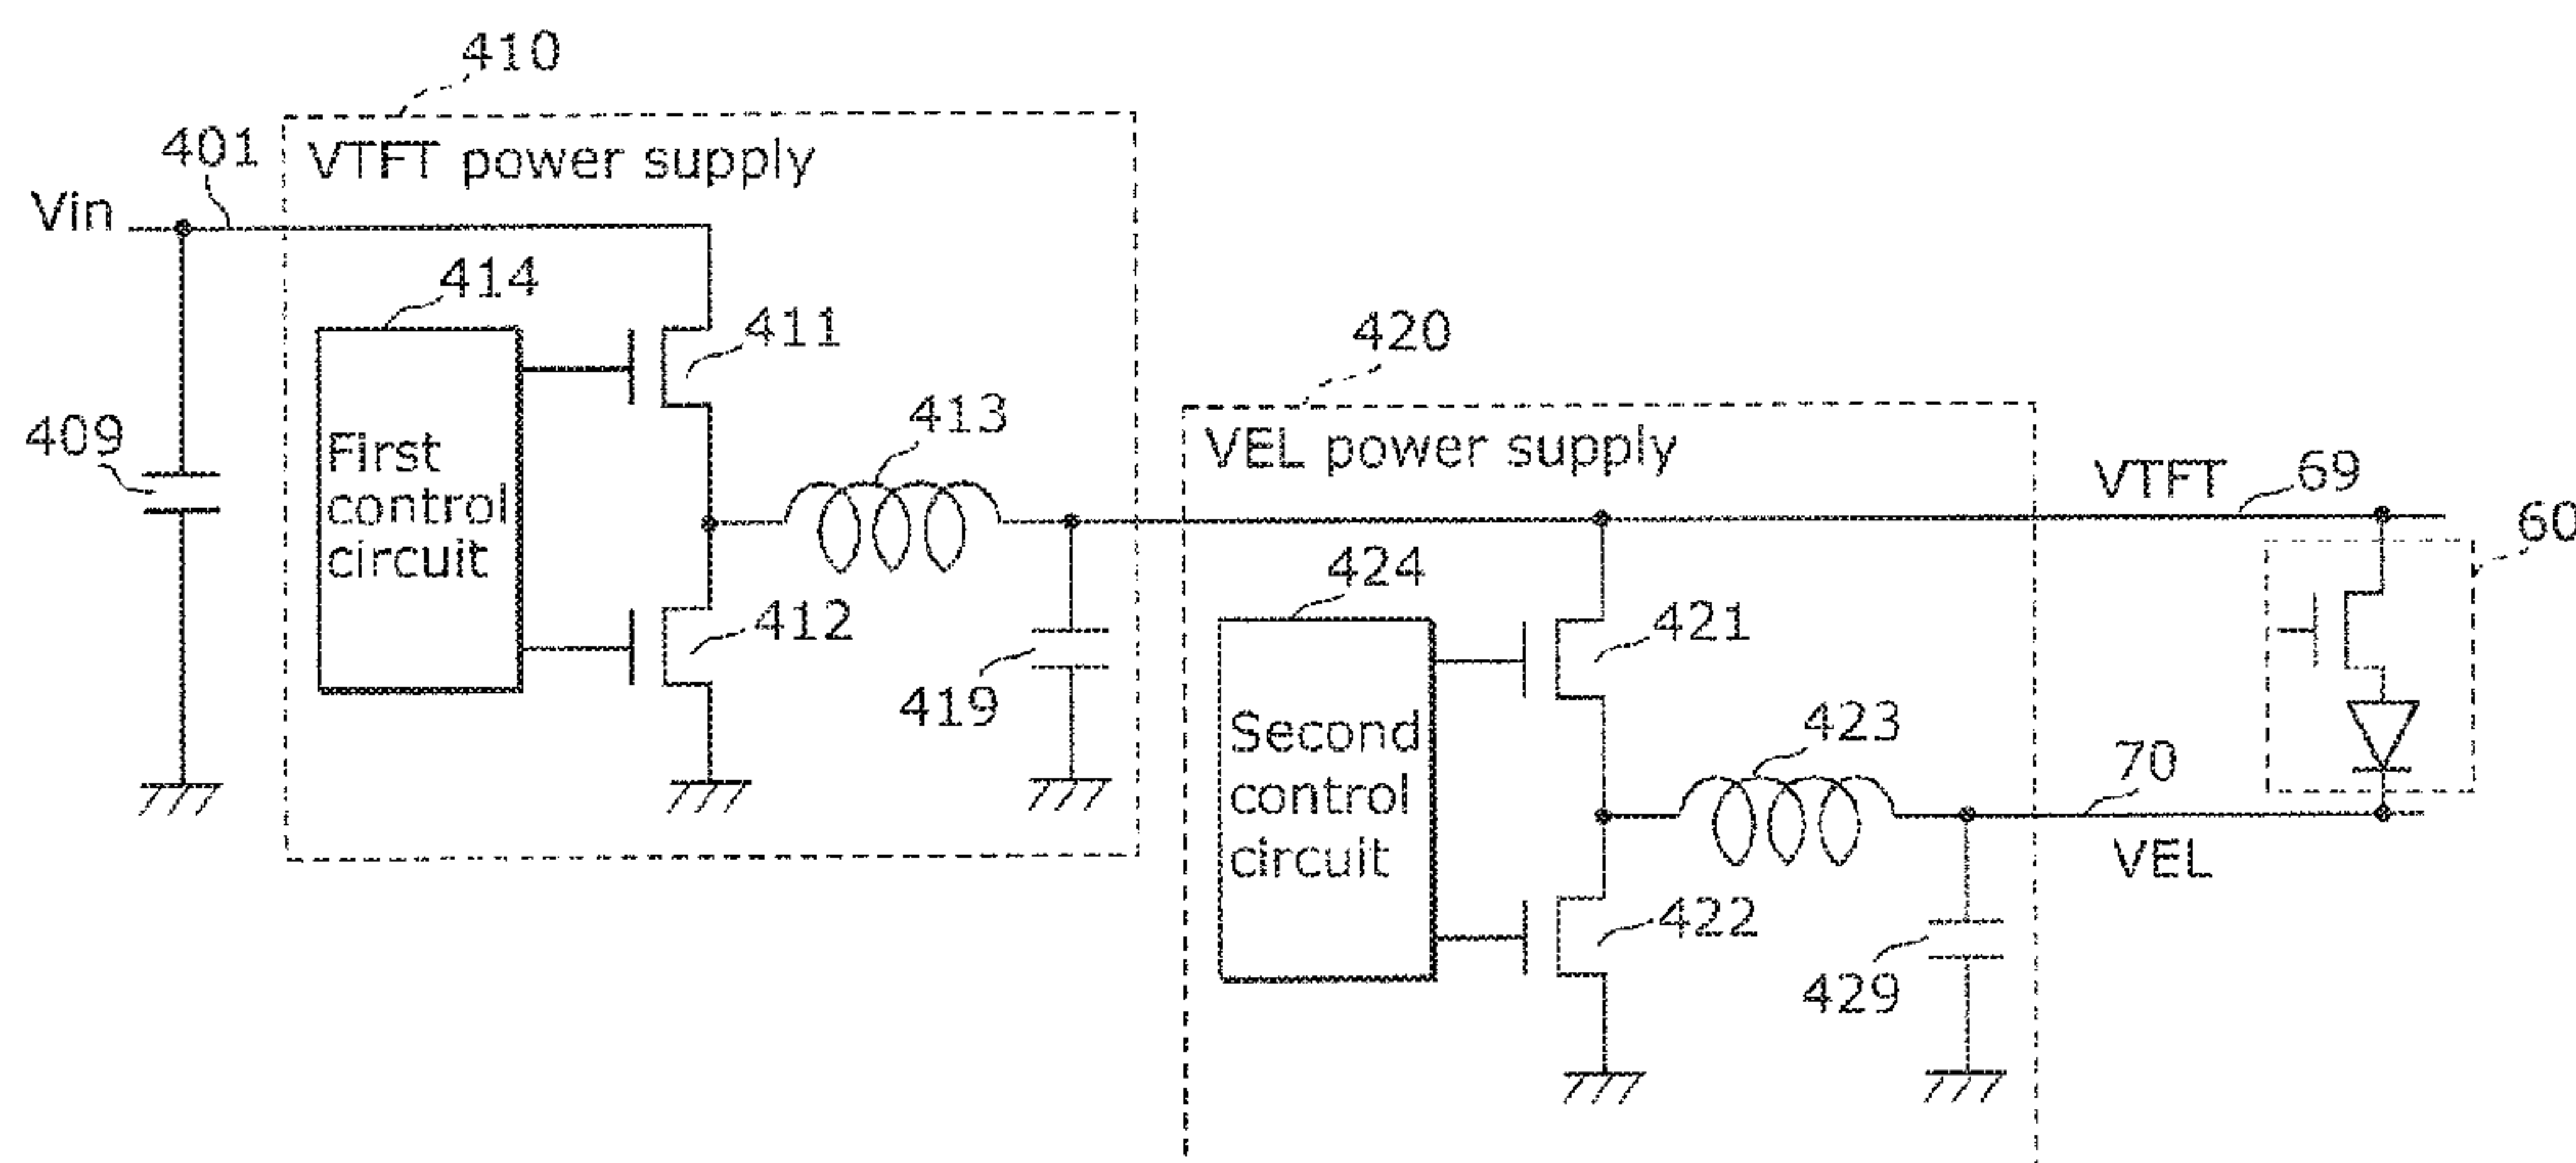 410
401
VTFT power supply
Vin
414
411
420
409
413
First
control
circuit
VEL power supply
VTFT
69
60
424
412
421
419
Second
control
circuit
423
70
VEL
422
429